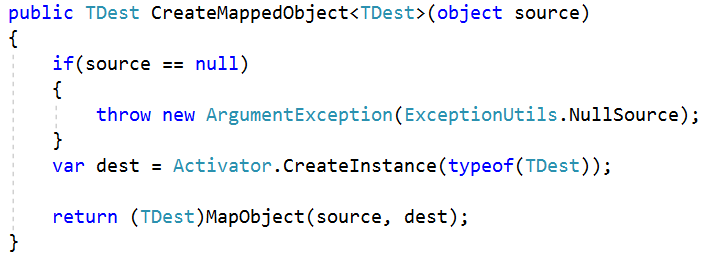 public TDest CreateMappedObject<TDest>(object source)
{
    if(source == null)
    {
        throw new ArgumentException(ExceptionUtils.NullSource);
    }
    var dest = Activator.CreateInstance(typeof(TDest));

    return (TDest)MapObject(source, dest);
}